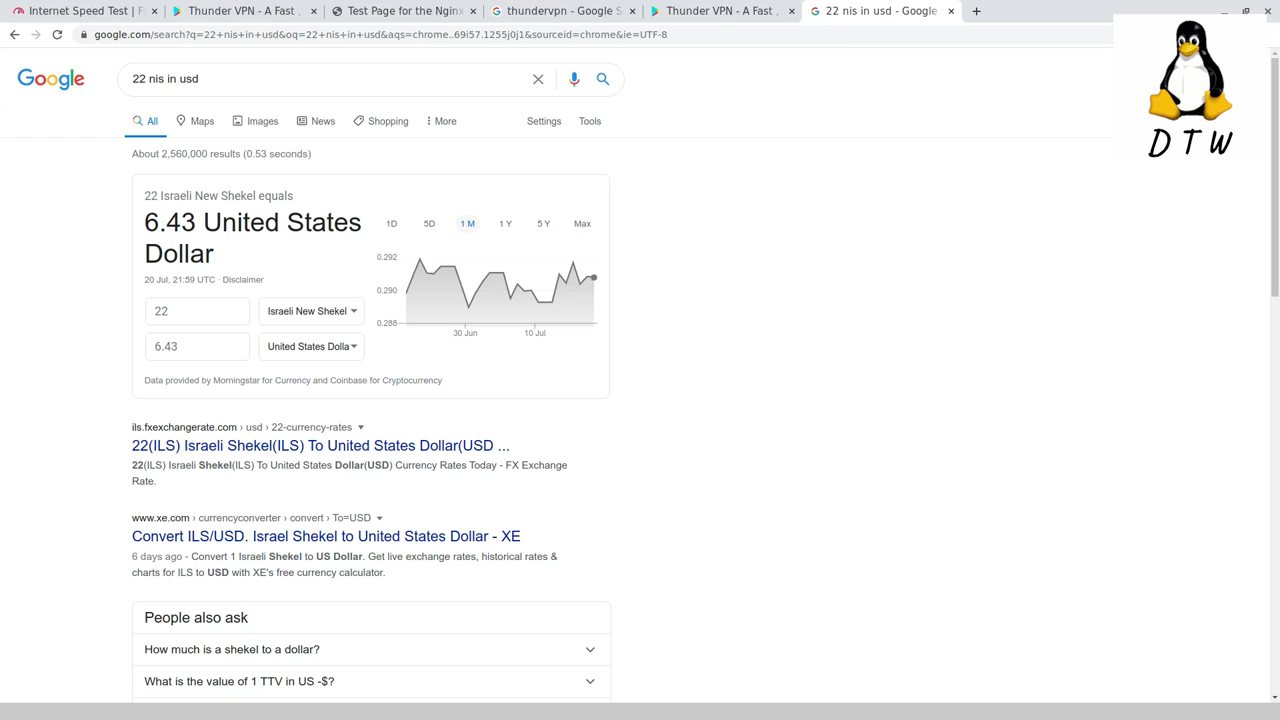 Internet Speed Test | F
Thunder VPN - A Fast ,
Test Page for the Nginx
thundervpn - Google S
Thunder VPN - A Fast ,
22 nis in usd - Google
google.com/search?q=22+nis+in+usd&oq=22+nis+in+usd&aqs=chrome..69i57.1255j0j1&sourceid=chrome&ie=UTF-8
Google
22 nis in usd
All
Maps
Images
News
Shopping
More
Settings
Tools
DTW
About 2,560,000 results (0.53 seconds)
22 Israeli New Shekel equals
6.43 United States
Dollar
20 Jul, 21:59 UTC · Disclaimer
22
Israeli New Shekel
6.43
United States Dolla
1D
5D
1 M
1 Y
5 Y
Max
0.292
0.290
0.288
30 Jun
10 Jul
Data provided by Morningstar for Currency and Coinbase for Cryptocurrency
ils.fxexchangerate.com › usd › 22-currency-rates
22(ILS) Israeli Shekel(ILS) To United States Dollar(USD ...
22(ILS) Israeli Shekel(ILS) To United States Dollar(USD) Currency Rates Today - FX Exchange
Rate.
www.xe.com › currencyconverter › convert › To=USD
Convert ILS/USD. Israel Shekel to United States Dollar - XE
6 days ago - Convert 1 Israeli Shekel to US Dollar. Get live exchange rates, historical rates &
charts for ILS to USD with XE's free currency calculator.
People also ask
How much is a shekel to a dollar?
What is the value of 1 TTV in US -$?